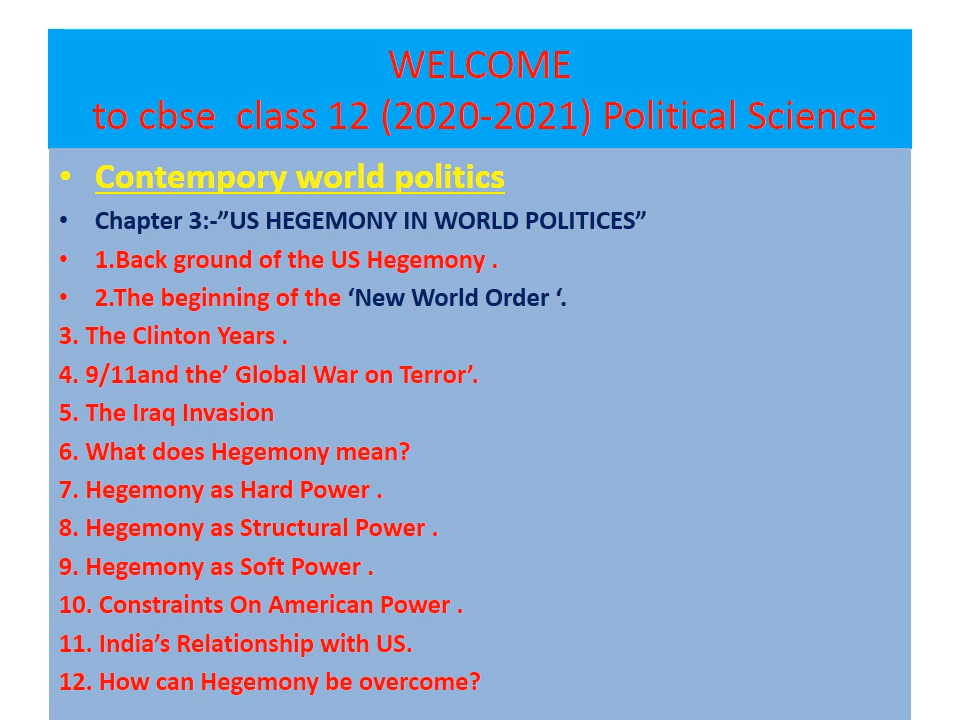 WELCOME
to cbse  class 12 (2020-2021) Political Science
• Contempory world politics
• Chapter 3:-”US HEGEMONY IN WORLD POLITICES”
• 1.Back ground of the US Hegemony .
• 2.The beginning of the ‘New World Order ‘.
3. The Clinton Years .
4. 9/11and the’ Global War on Terror’.
5. The Iraq Invasion
6. What does Hegemony mean?
7. Hegemony as Hard Power .
8. Hegemony as Structural Power .
9. Hegemony as Soft Power .
10. Constraints On American Power .
11. India’s Relationship with US.
12. How can Hegemony be overcome?